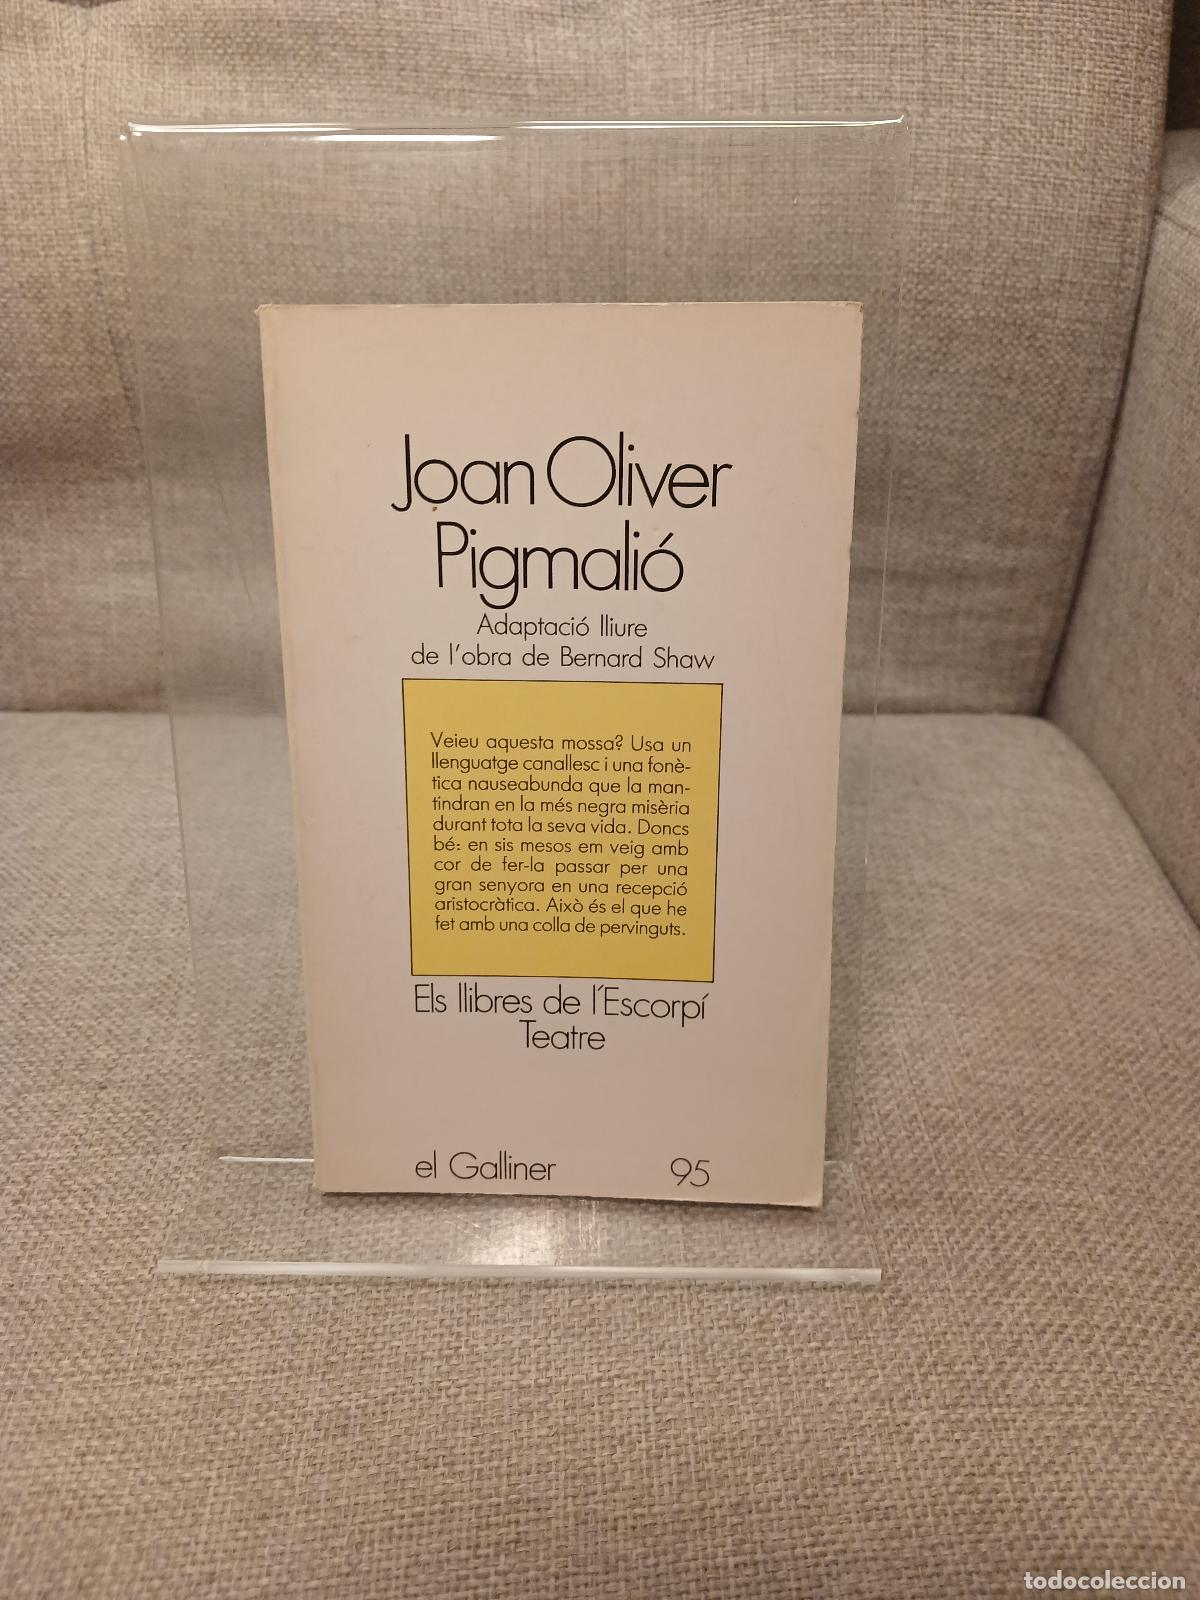 Joan Oliver
Pigmalió
Adaptació lliure
de l'obra de Bernard Shaw
Veieu aquesta mossa? Usa un
llenguatge canallesc i una fonè-
tica nauseabunda que la man-
tindran en la més negra misèria
durant tota la seva vida. Doncs
bé: en sis mesos em veig amb
cor de fer-la passar per una
gran senyora en una recepció
aristocràtica. Això és el que he
fet amb una colla de pervinguts.
Els llibres de l'Escorpí
Teatre
el Galliner 95
todocoleccion